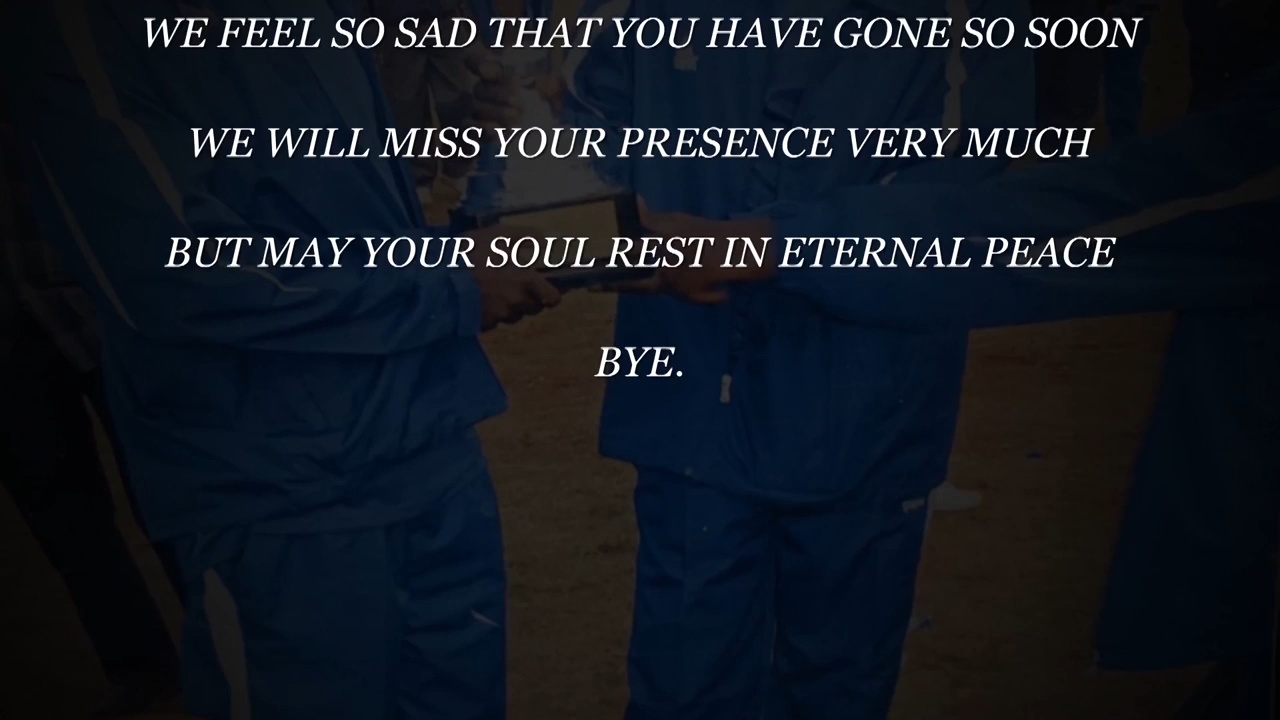 WE FEEL SO SAD THAT YOU HAVE GONE SO SOON
WE WILL MISS YOUR PRESENCE VERY MUCH
BUT MAY YOUR SOUL REST IN ETERNAL PEACE
BYE.